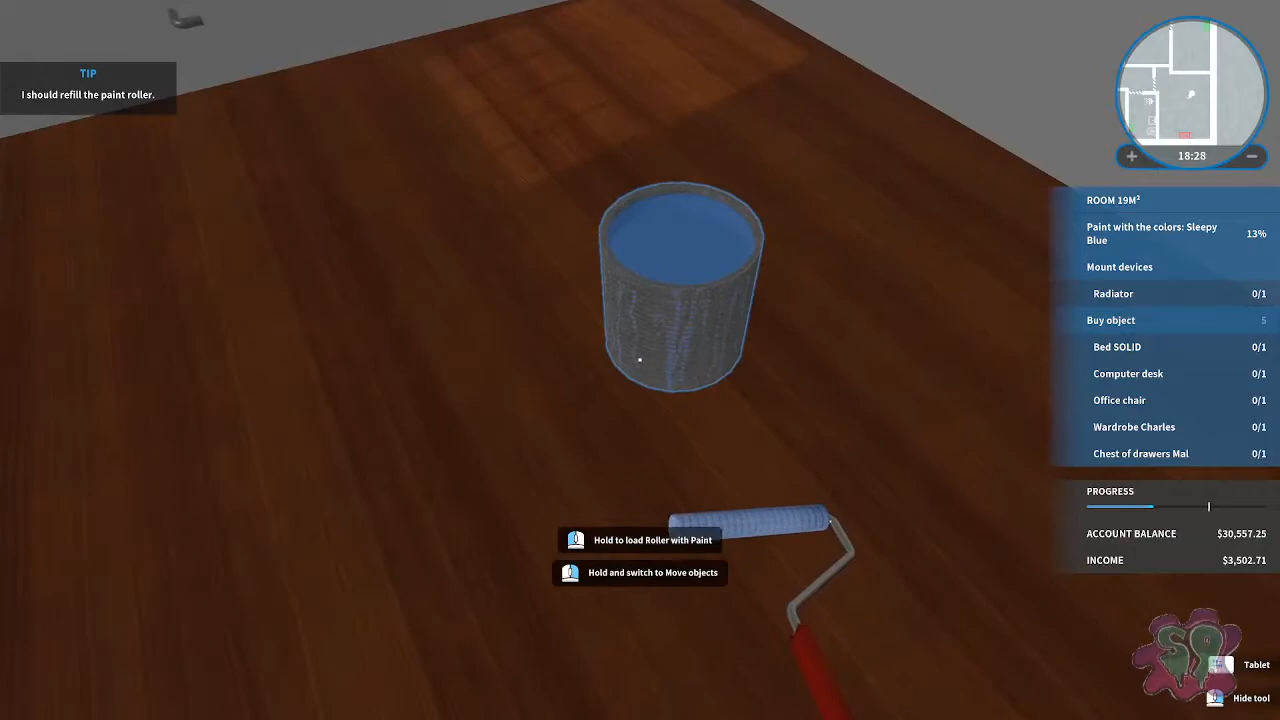 TIP
I should refill the paint roller.
18:28
ROOM 19M²
Paint with the colors: Sleepy
Blue
13%
Mount devices
Radiator 0/1
Buy object 5
Bed SOLID 0/1
Computer desk 0/1
Office chair 0/1
Wardrobe Charles 0/1
Chest of drawers Mal 0/1
PROGRESS
ACCOUNT BALANCE $30,557.25
INCOME $3,502.71
Hold to load Roller with Paint
Hold and switch to Move objects
SP
Tablet
Hide tool